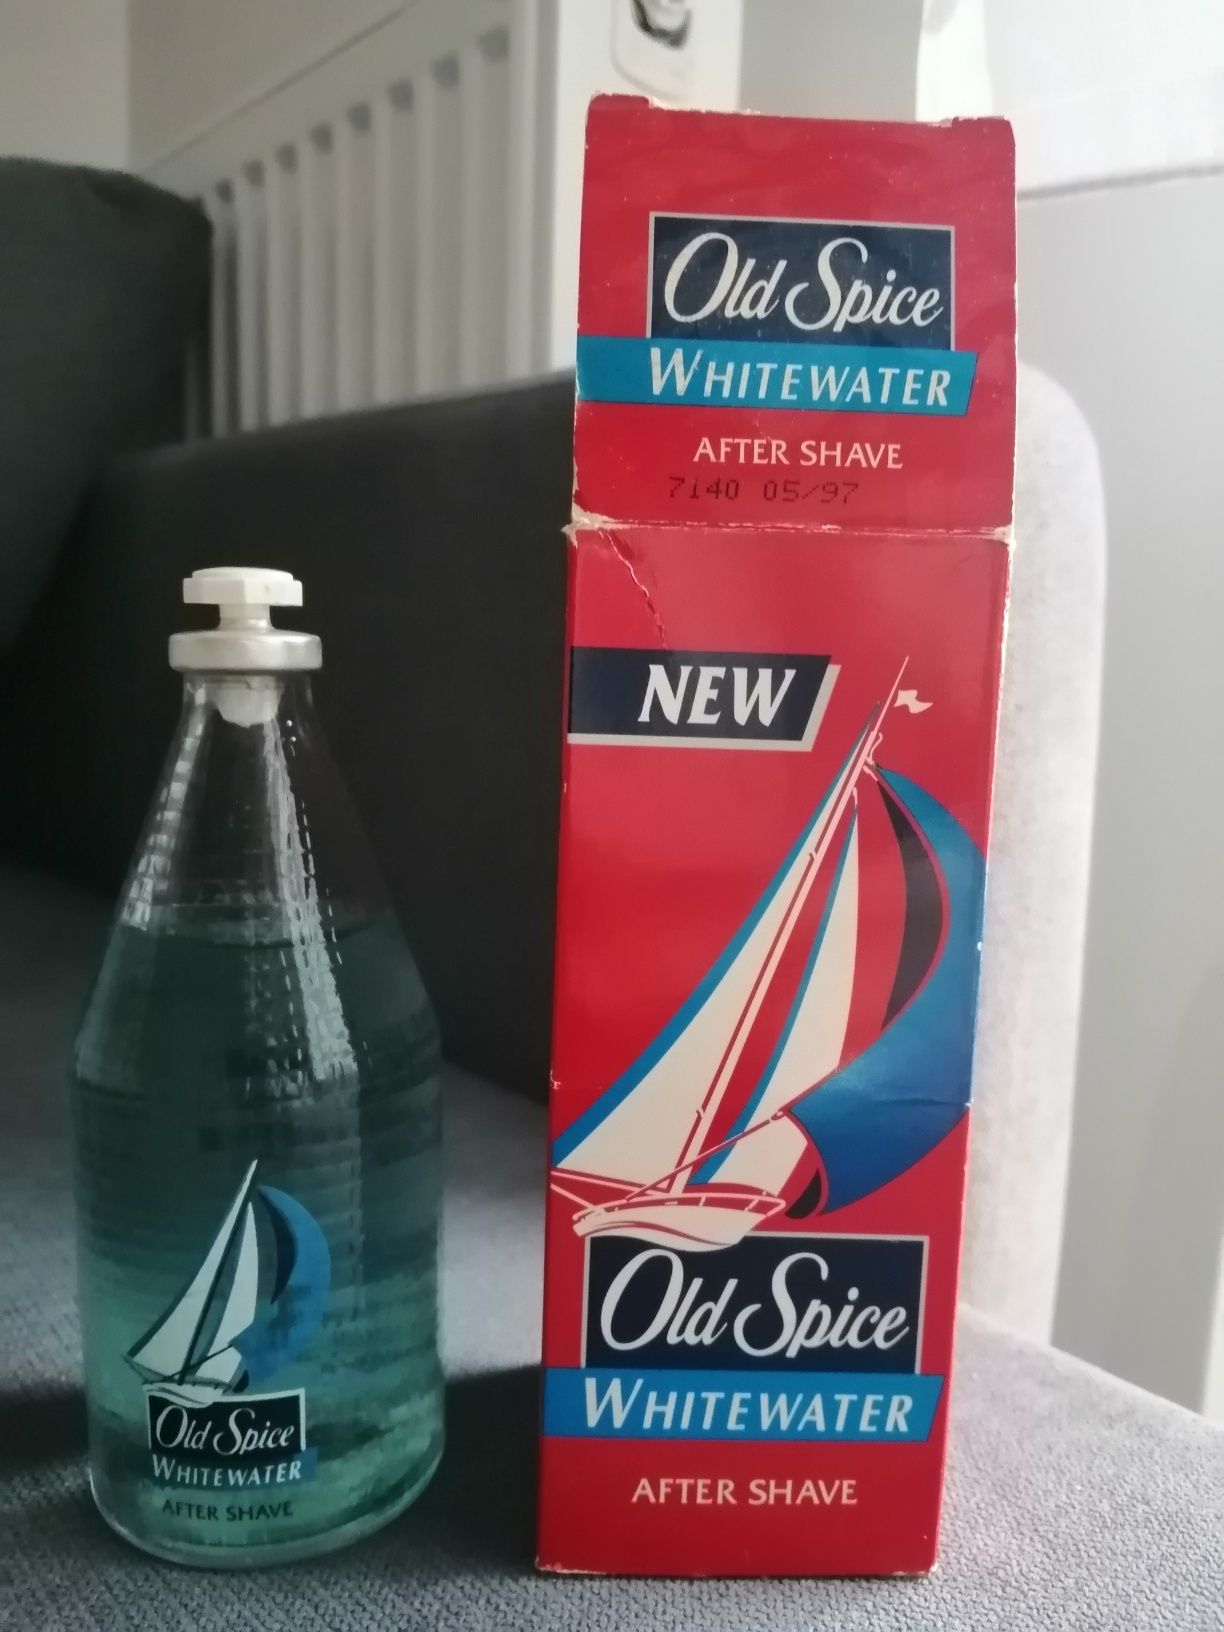 Old Spice
WHITEWATER
AFTER SHAVE
7140 05/97
NEW
Old Spice
WHITEWATER
AFTER SHAVE
Old Spice
WHITEWATER
AFTER SHAVE